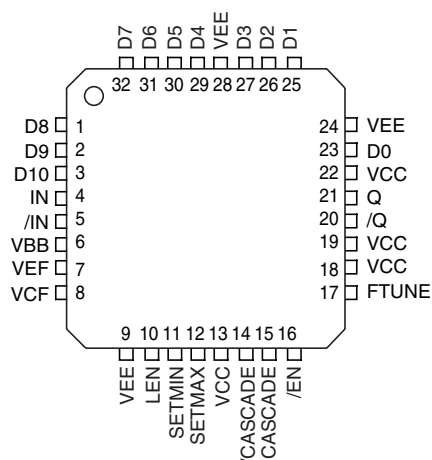 D7 D6 D5 D4 VEE D3 D2 D1
32 31 30 29 28 27 26 25
D8 1
D9 2
D10 3
IN 4
/IN 5
VBB 6
VEF 7
VCF 8
24 VEE
23 D0
22 VCC
21 Q
20 /Q
19 VCC
18 VCC
17 FTUNE
9 10 11 12 13 14 15 16
VEE LEN SETMIN SETMAX VCC /CASCADE CASCADE /EN